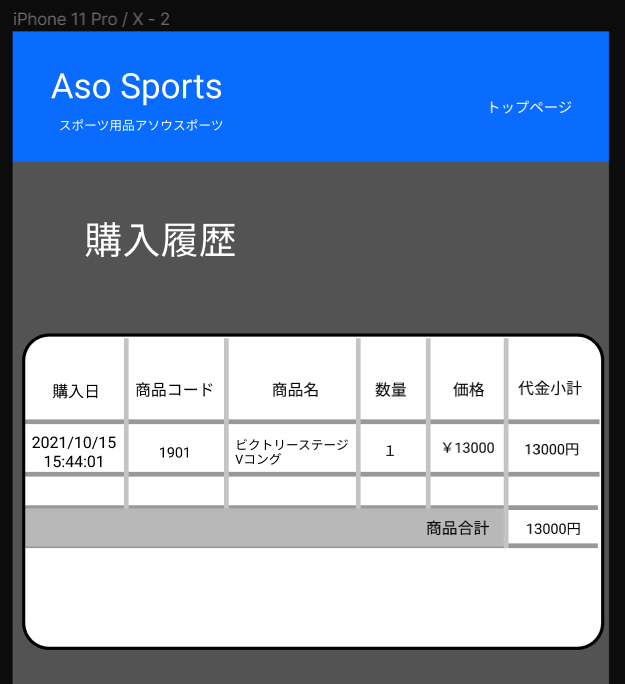 iPhone 11 Pro / X - 2
Aso Sports
スポーツ用品アソウスポーツ
トップページ
購入履歴
購入日 商品コード 商品名 数量 価格 代金小計
2021/10/15
15:44:01
1901
ビクトリーステージ
Vコング
1
￥13000
13000円
商品合計 13000円